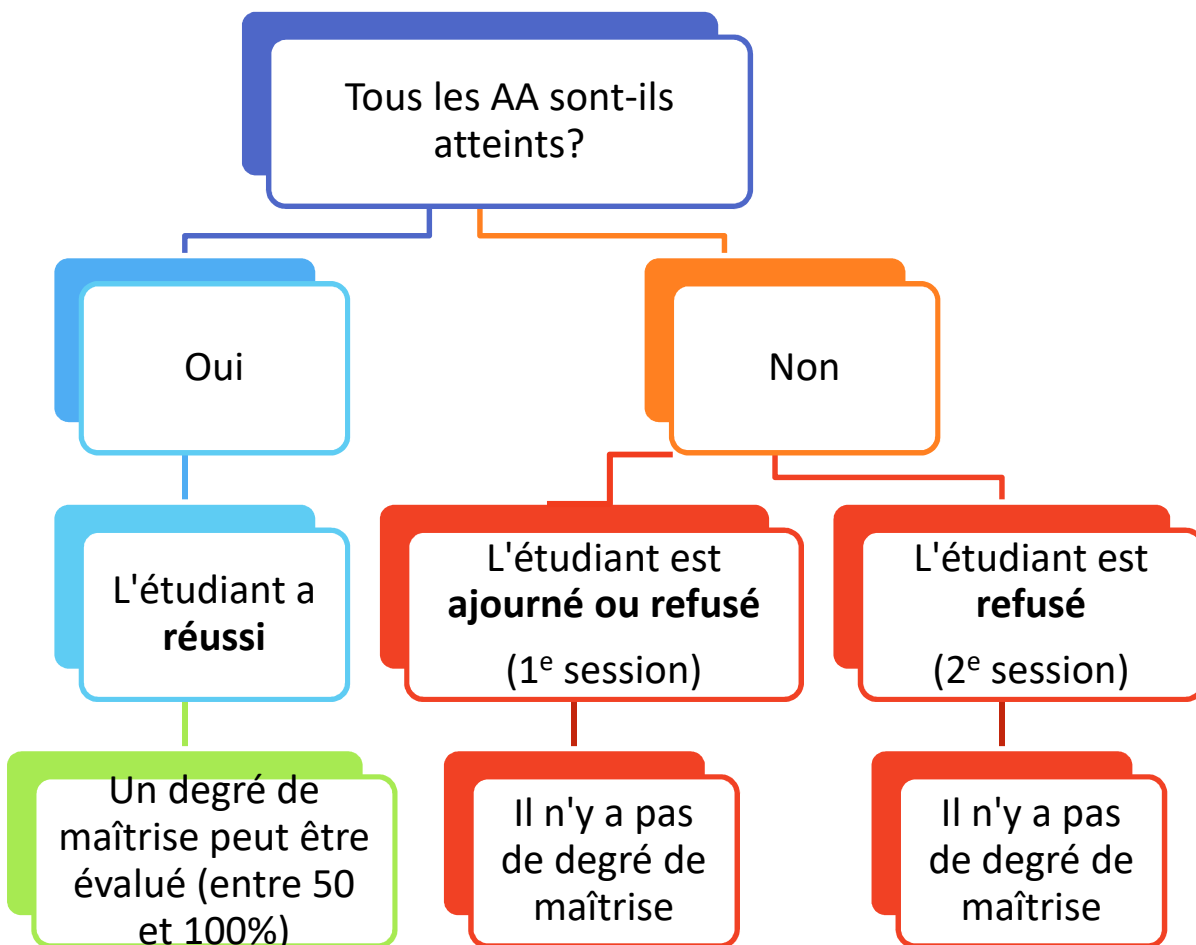 Tous les AA sont-ils
atteints?
Oui
Non
L'étudiant a
réussi
L'étudiant est
ajourné ou refusé
(1e session)
L'étudiant est
refusé
(2e session)
Un degré de
maîtrise peut être
évalué (entre 50
et 100%)
Il n'y a pas
de degré de
maîtrise
Il n'y a pas
de degré de
maîtrise